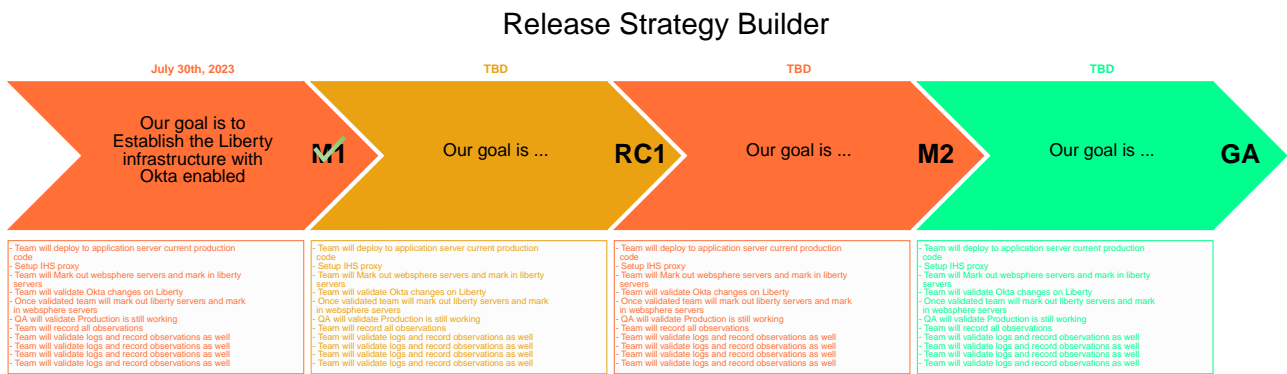 Release Strategy Builder
July 30th, 2023
TBD
TBD
TBD
Our goal is to
Establish the Liberty
infrastructure with
Okta enabled
M1
Our goal is ...
RC1
Our goal is ...
M2
Our goal is ...
GA
- Team will deploy to application server current production
code
- Setup IHS proxy
- Team will Mark out websphere servers and mark in liberty
servers
- Team will validate Okta changes on Liberty
- Once validated team will mark out liberty servers and mark
in websphere servers
- QA will validate Production is still working
- Team will record all observations
- Team will validate logs and record observations as well
- Team will validate logs and record observations as well
- Team will validate logs and record observations as well
- Team will validate logs and record observations as well
- Team will deploy to application server current production
code
- Setup IHS proxy
- Team will Mark out websphere servers and mark in liberty
servers
- Team will validate Okta changes on Liberty
- Once validated team will mark out liberty servers and mark
in websphere servers
- QA will validate Production is still working
- Team will record all observations
- Team will validate logs and record observations as well
- Team will validate logs and record observations as well
- Team will validate logs and record observations as well
- Team will validate logs and record observations as well
- Team will deploy to application server current production
code
- Setup IHS proxy
- Team will Mark out websphere servers and mark in liberty
servers
- Team will validate Okta changes on Liberty
- Once validated team will mark out liberty servers and mark
in websphere servers
- QA will validate Production is still working
- Team will record all observations
- Team will validate logs and record observations as well
- Team will validate logs and record observations as well
- Team will validate logs and record observations as well
- Team will validate logs and record observations as well
- Team will deploy to application server current production
code
- Setup IHS proxy
- Team will Mark out websphere servers and mark in liberty
servers
- Team will validate Okta changes on Liberty
- Once validated team will mark out liberty servers and mark
in websphere servers
- QA will validate Production is still working
- Team will record all observations
- Team will validate logs and record observations as well
- Team will validate logs and record observations as well
- Team will validate logs and record observations as well
- Team will validate logs and record observations as well